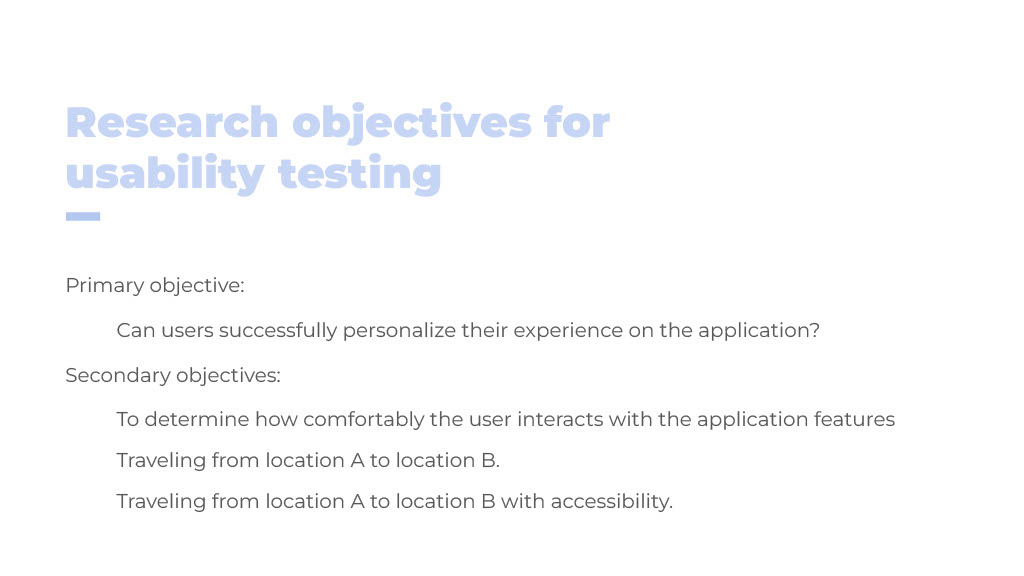 Research objectives for
usability testing
Primary objective:
Can users successfully personalize their experience on the application?
Secondary objectives:
To determine how comfortably the user interacts with the application features
Traveling from location A to location B.
Traveling from location A to location B with accessibility.